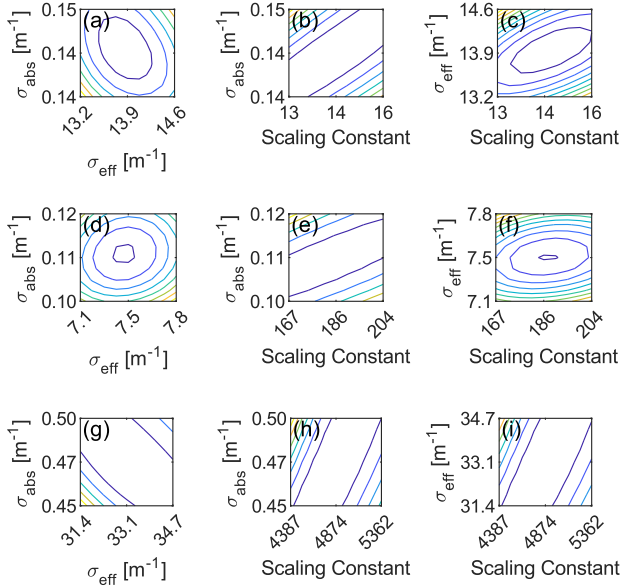 (a)
σabs [m-1]
0.15
0.14
0.14
13.2
13.9
14.6
σeff [m-1]
(b)
σabs [m-1]
0.15
0.14
0.14
13
14
16
Scaling Constant
(c)
σeff [m-1]
14.6
13.9
13.2
13
14
16
Scaling Constant
(d)
σabs [m-1]
0.12
0.11
0.10
7.1
7.5
7.8
σeff [m-1]
(e)
σabs [m-1]
0.12
0.11
0.10
167
186
204
Scaling Constant
(f)
σeff [m-1]
7.8
7.5
7.1
167
186
204
Scaling Constant
(g)
σabs [m-1]
0.50
0.47
0.45
31.4
33.1
34.7
σeff [m-1]
(h)
σabs [m-1]
0.50
0.47
0.45
4387
4874
5362
Scaling Constant
(i)
σeff [m-1]
34.7
33.1
31.4
4387
4874
5362
Scaling Constant